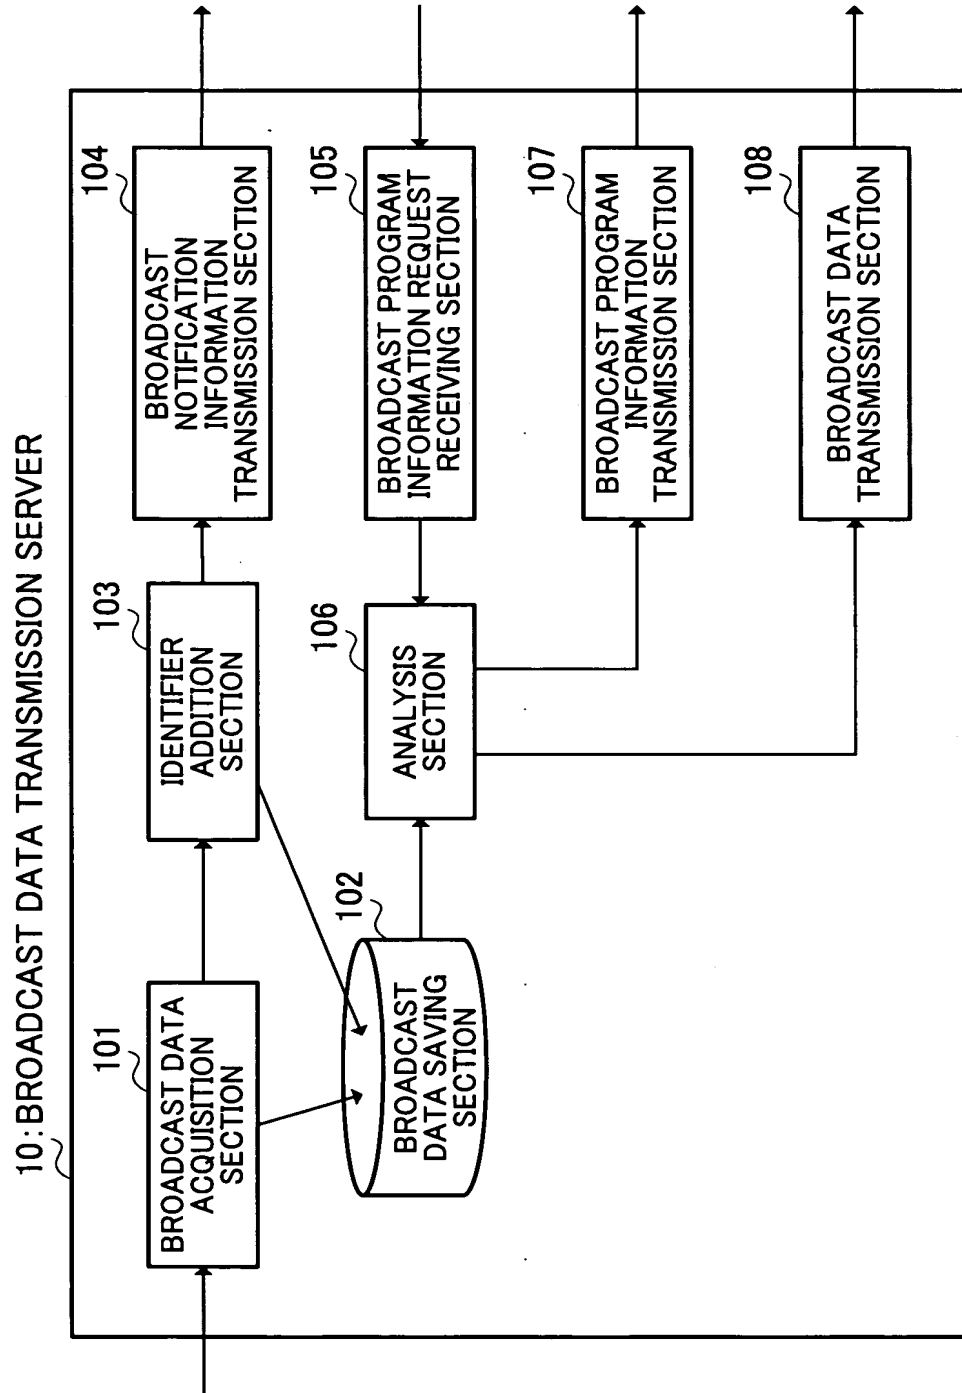 10:BROADCAST DATA TRANSMISSION SERVER
101
BROADCAST DATA
ACQUISITION
SECTION
103
IDENTIFIER
ADDITION
SECTION
104
BROADCAST
NOTIFICATION
INFORMATION
TRANSMISSION SECTION
102
BROADCAST
DATA SAVING
SECTION
106
ANALYSIS
SECTION
105
BROADCAST PROGRAM
INFORMATION REQUEST
RECEIVING SECTION
107
BROADCAST PROGRAM
INFORMATION
TRANSMISSION SECTION
108
BROADCAST DATA
TRANSMISSION SECTION